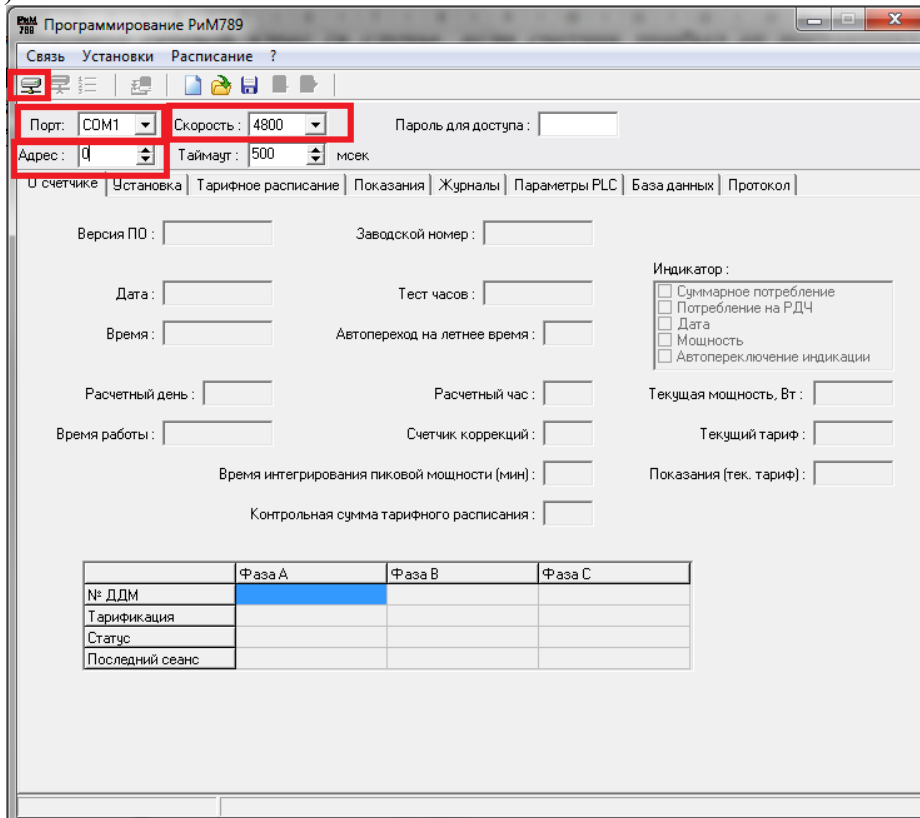 )
РиМ 789 Программирование РиМ789
Связь Установки Расписание ?
Порт: COM1 Скорость : 4800 Пароль для доступа :
Адрес : 0 Таймаут : 500 мсек
О счетчике Установка Тарифное расписание Показания Журналы Параметры PLC База данных Протокол
Версия ПО : Заводской номер :
Индикатор :
Дата : Тест часов : Суммарное потребление
Потребление на РДЧ
Дата
Время : Автопереход на летнее время : Мощность
Автопереключение индикации
Расчетный день : Расчетный час : Текущая мощность, Вт :
Время работы : Счетчик коррекций : Текущий тариф :
Время интегрирования пиковой мощности (мин) : Показания (тек. тариф) :
Контрольная сумма тарифного расписания :
Фаза A Фаза B Фаза C
№ ДДМ
Тарификация
Статус
Последний сеанс